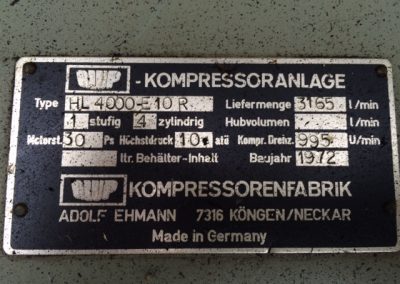 -KOMPRESSORANLAGE
Type HL 4000-E10 R Liefermenge 3165 l/min
1 stufig 4 zylindrig Hubvolumen l/min
Motorst. 30 Ps Höchstdruck 10 atü Kompr. Drehz. 995 U/min
ltr. Behälter-Inhalt Baujahr 1972
KOMPRESSORENFABRIK
ADOLF EHMANN 7316 KÖNGEN/NECKAR
Made in Germany